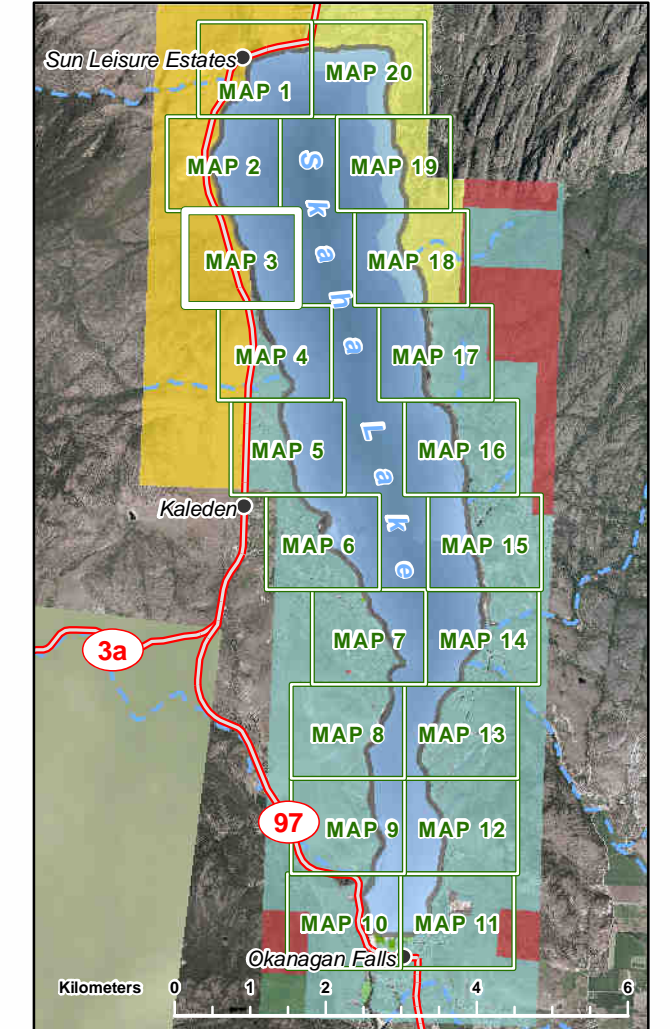 Sun Leisure Estates
MAP 1
MAP 20
MAP 2
MAP 19
MAP 3
MAP 18
MAP 4
MAP 17
MAP 5
MAP 16
Skaha Lake
Kaleden
MAP 6
MAP 15
3a
MAP 7
MAP 14
MAP 8
MAP 13
97
MAP 9
MAP 12
MAP 10
MAP 11
Okanagan Falls
Kilometers
0 1 2 4 6